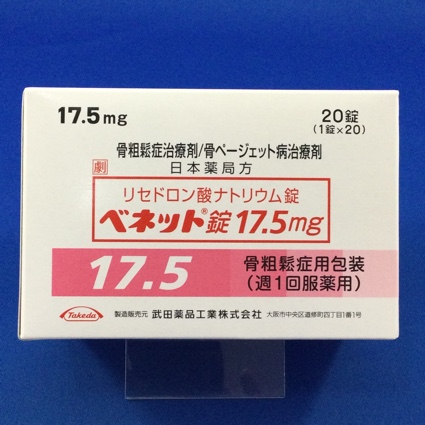 17.5mg
20錠
(1錠×20)
骨粗鬆症治療剤/骨ページェット病治療剤
劇 日本薬局方
リセドロン酸ナトリウム錠
ベネット®錠17.5mg
17.5
骨粗鬆症用包装
(週1回服薬用)
Takeda 製造販売元 武田薬品工業株式会社 大阪市中央区道修町四丁目1番1号